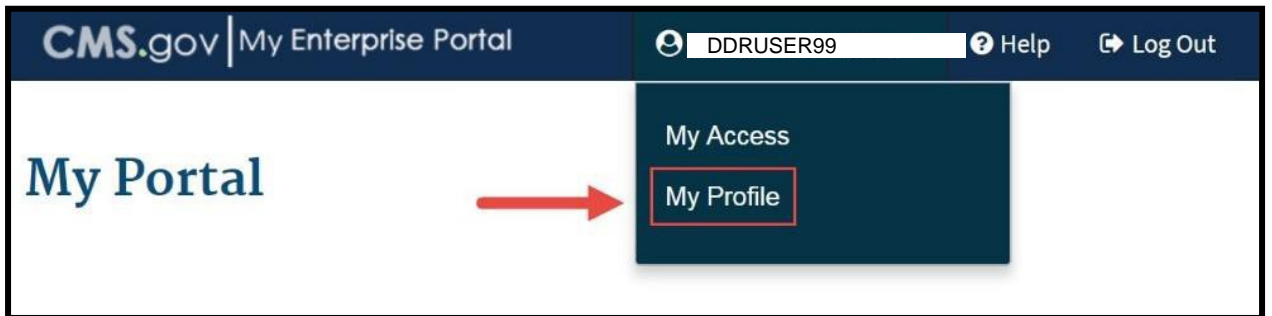 CMS.gov My Enterprise Portal DDRUSER99 Help Log Out
My Access
My Portal
My Profile